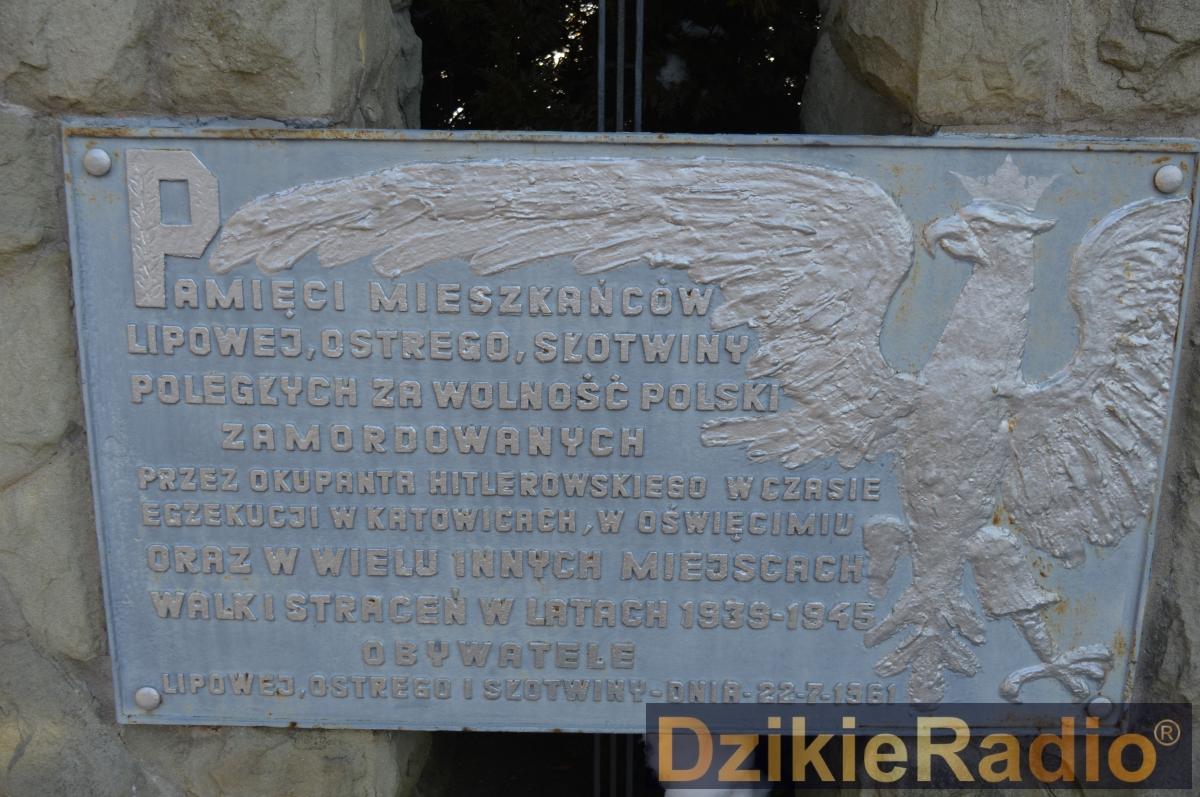 PAMIĘCI MIESZKAŃCÓW
LIPOWEJ, OSTREGO, SŁOTWINY
POLEGŁYCH ZA WOLNOŚĆ POLSKI
ZAMORDOWANYCH
PRZEZ OKUPANTA HITLEROWSKIEGO W CZASIE
EGZEKUCJI W KATOWICACH, W OŚWIĘCIMIU
ORAZ W WIELU INNYCH MIEJSCACH
WALK I STRACEŃ W LATACH 1939-1945
OBYWATELE
LIPOWEJ, OSTREGO I SŁOTWINY-DNIA-22-7-1961
DzikieRadio®